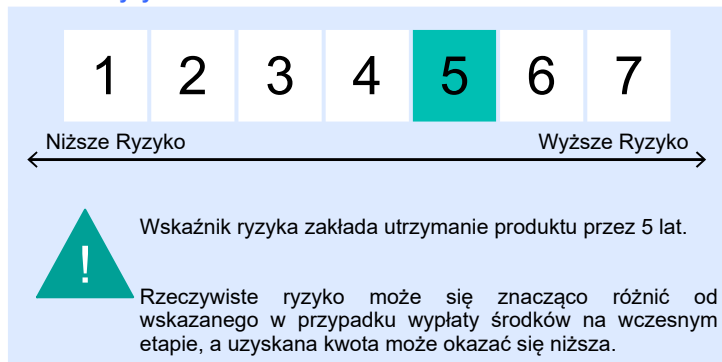 1 2 3 4 5 6 7
Niższe Ryzyko Wyższe Ryzyko
!
Wskaźnik ryzyka zakłada utrzymanie produktu przez 5 lat.
Rzeczywiste ryzyko może się znacząco różnić od
wskazanego w przypadku wypłaty środków na wczesnym
etapie, a uzyskana kwota może okazać się niższa.